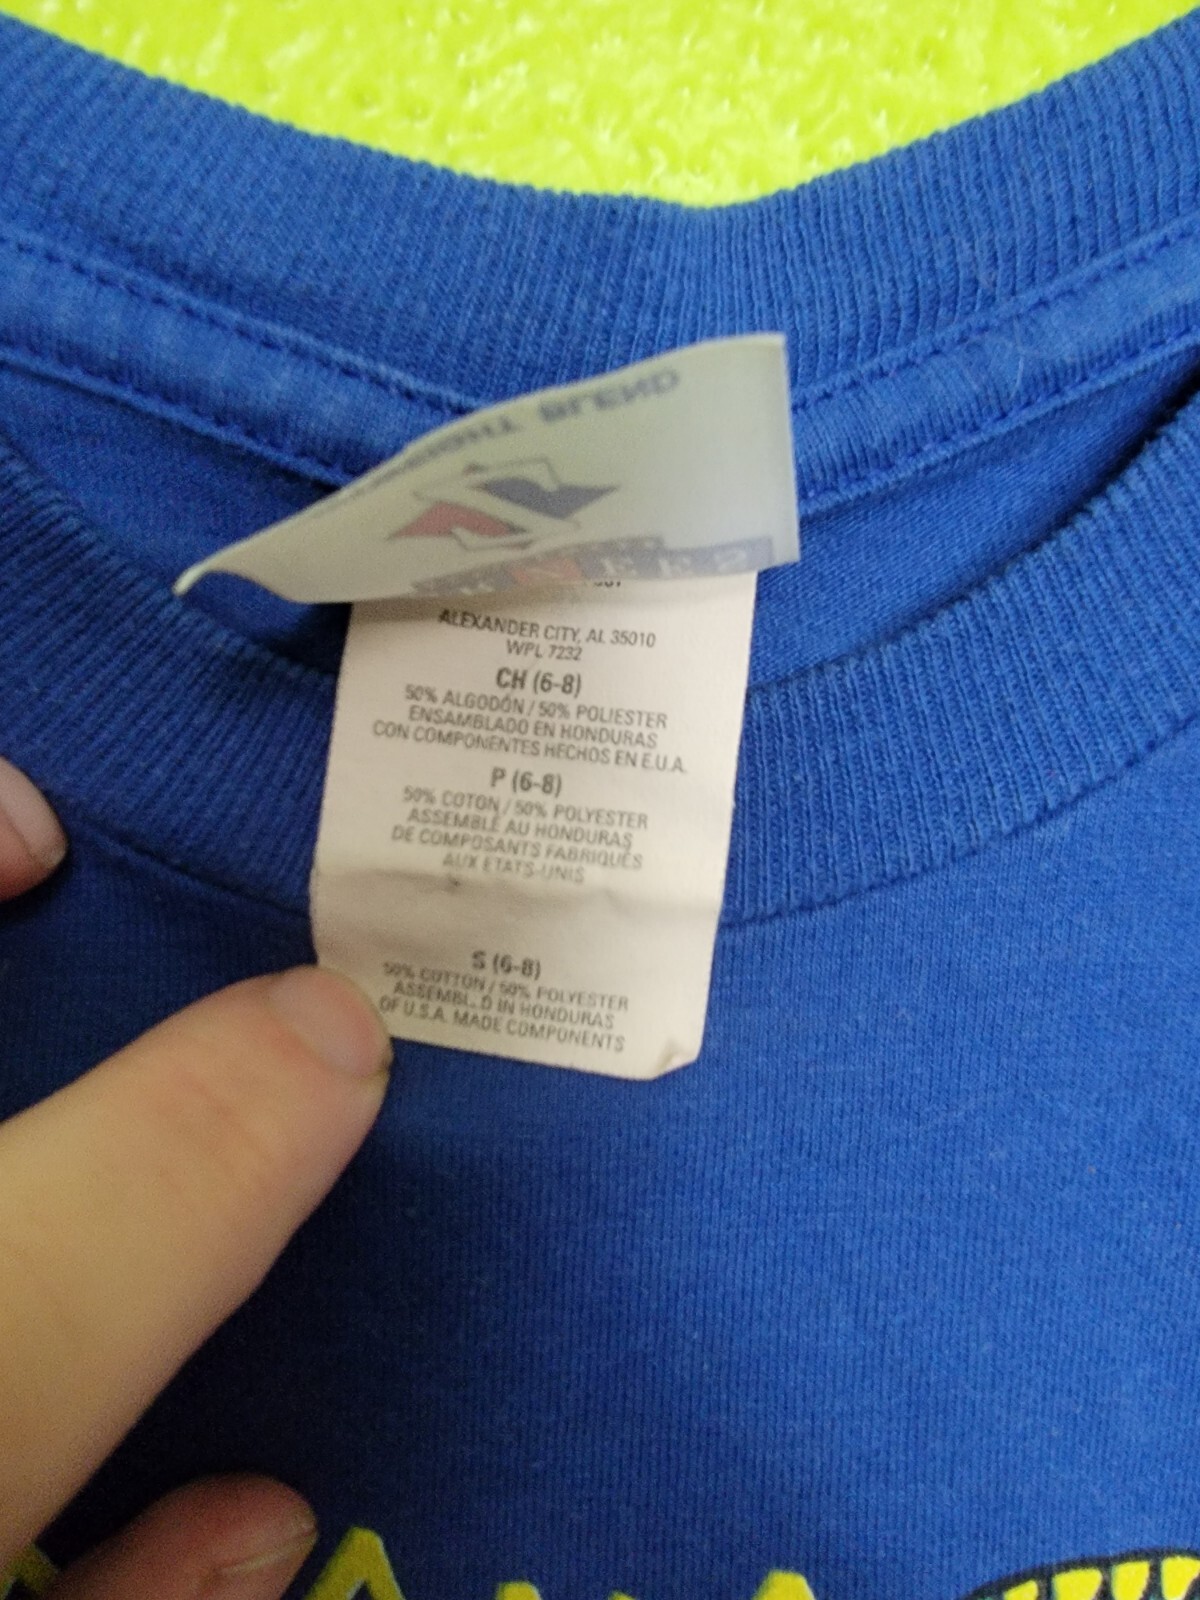 BLEND
ALEXANDER CITY, AL 35010
WPL 7232
CH (6-8)
50% ALGODÓN / 50% POLIESTER
ENSAMBLADO EN HONDURAS
CON COMPONENTES HECHOS EN E.U.A.
P (6-8)
50% COTON / 50% POLYESTER
ASSEMBLÉ AU HONDURAS
DE COMPOSANTS FABRIQUÉS
AUX ETATS-UNIS
S (6-8)
50% COTTON / 50% POLYESTER
ASSEMBL.D IN HONDURAS
OF U.S.A. MADE COMPONENTS